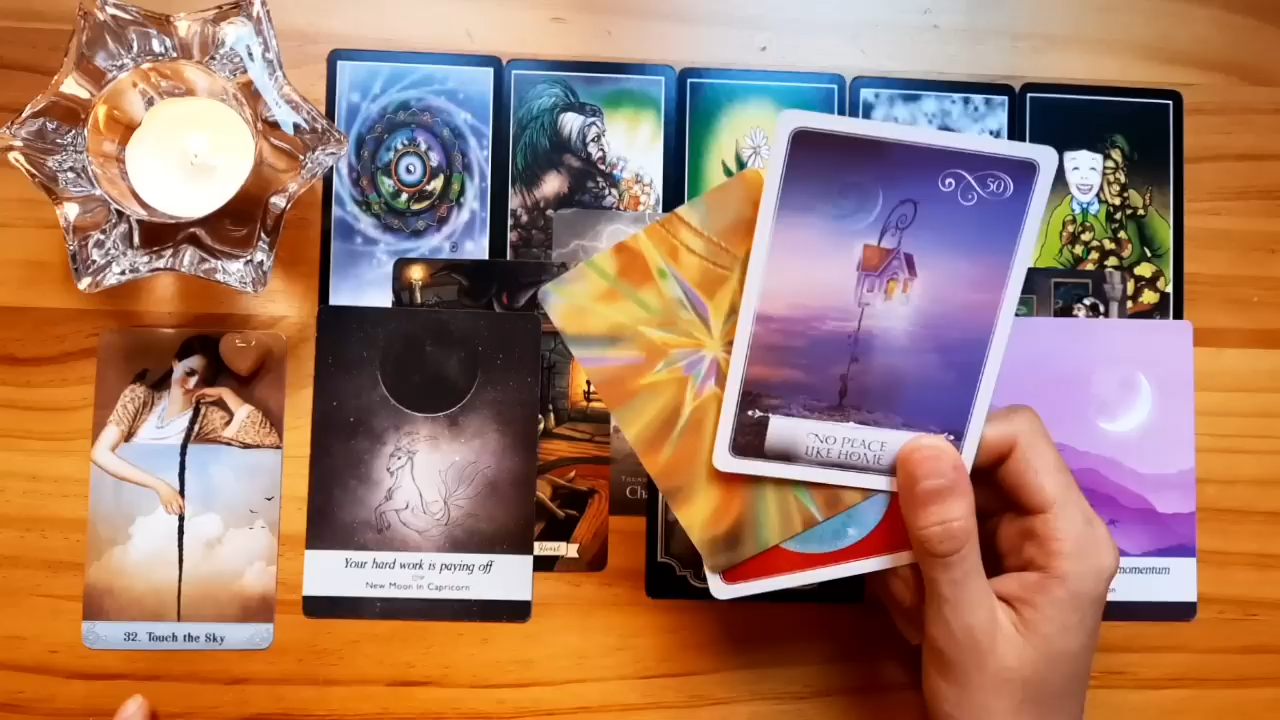 50
NO PLACE
LIKE HOME
Your hard work is paying off
New Moon in Capricorn
32. Touch the Sky
Heart
momentum